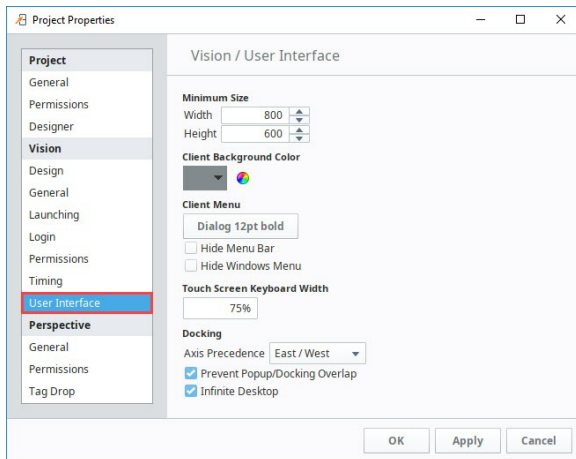 Project Properties
Project
General
Permissions
Designer
Vision
Design
General
Launching
Login
Permissions
Timing
User Interface
Perspective
General
Permissions
Tag Drop
Vision / User Interface
Minimum Size
Width 800
Height 600
Client Background Color
Client Menu
Dialog 12pt bold
Hide Menu Bar
Hide Windows Menu
Touch Screen Keyboard Width
75%
Docking
Axis Precedence East / West
Prevent Popup/Docking Overlap
Infinite Desktop
OK Apply Cancel